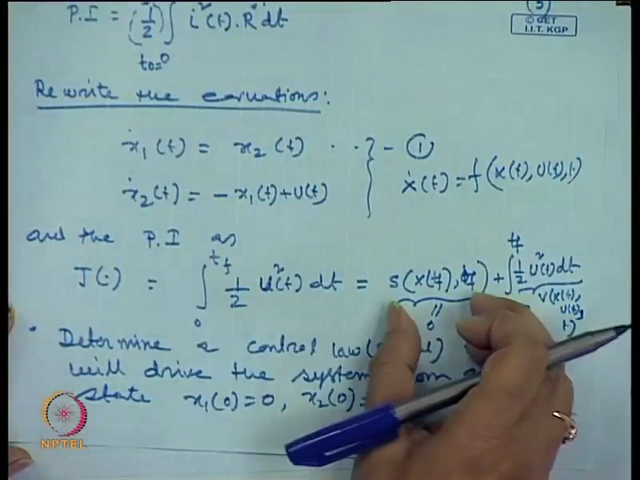 P.I = (1/2) ∫ i²(t).R dt
t₀=0
© CET
I.I.T. KGP
Rewrite the equations:
ẋ₁(t) = x₂(t) .. } - ①
ẋ₂(t) = -x₁(t)+U(t)
ẋ(t) = f(x(t), U(t), t)
and the P.I as
J(·) = ∫₀^{t_f} 1/2 u²(t) dt = S(x(t_f), t_f) + ∫^{t_f} 1/2 U²(t) dt
0
V(x(t), U(t), t)
Determine a control law
will drive the system
state x₁(0)=0, x₂(0)=
NPTEL